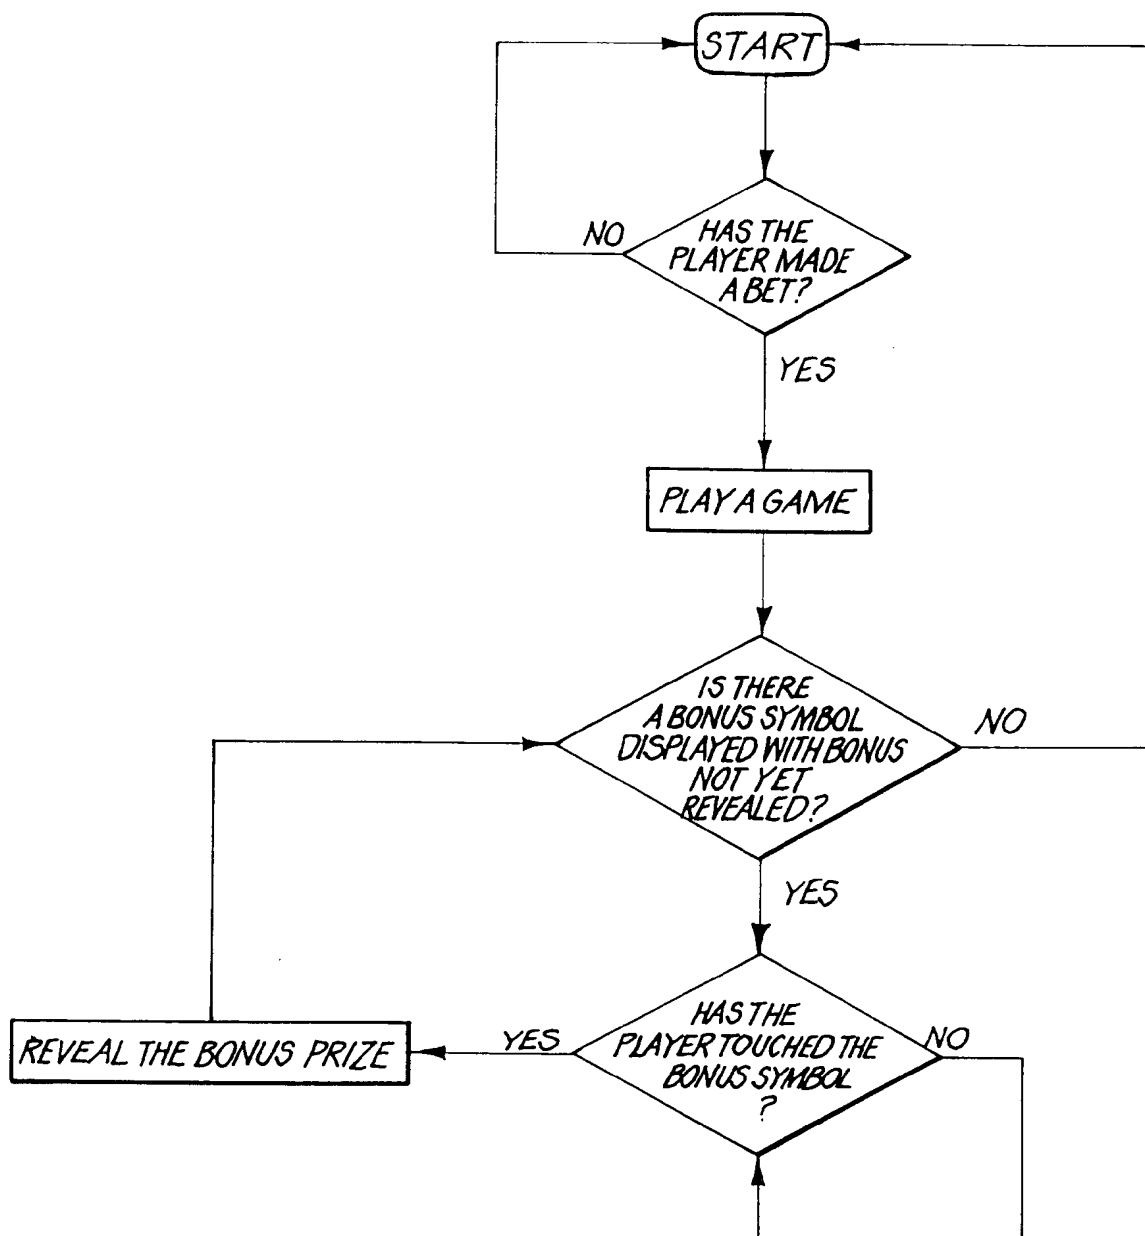 START
NO
HAS THE
PLAYER MADE
A BET?
YES
PLAY A GAME
IS THERE
A BONUS SYMBOL
DISPLAYED WITH BONUS
NOT YET
REVEALED?
NO
YES
HAS THE
PLAYER TOUCHED THE
BONUS SYMBOL
?
YES
NO
REVEAL THE BONUS PRIZE